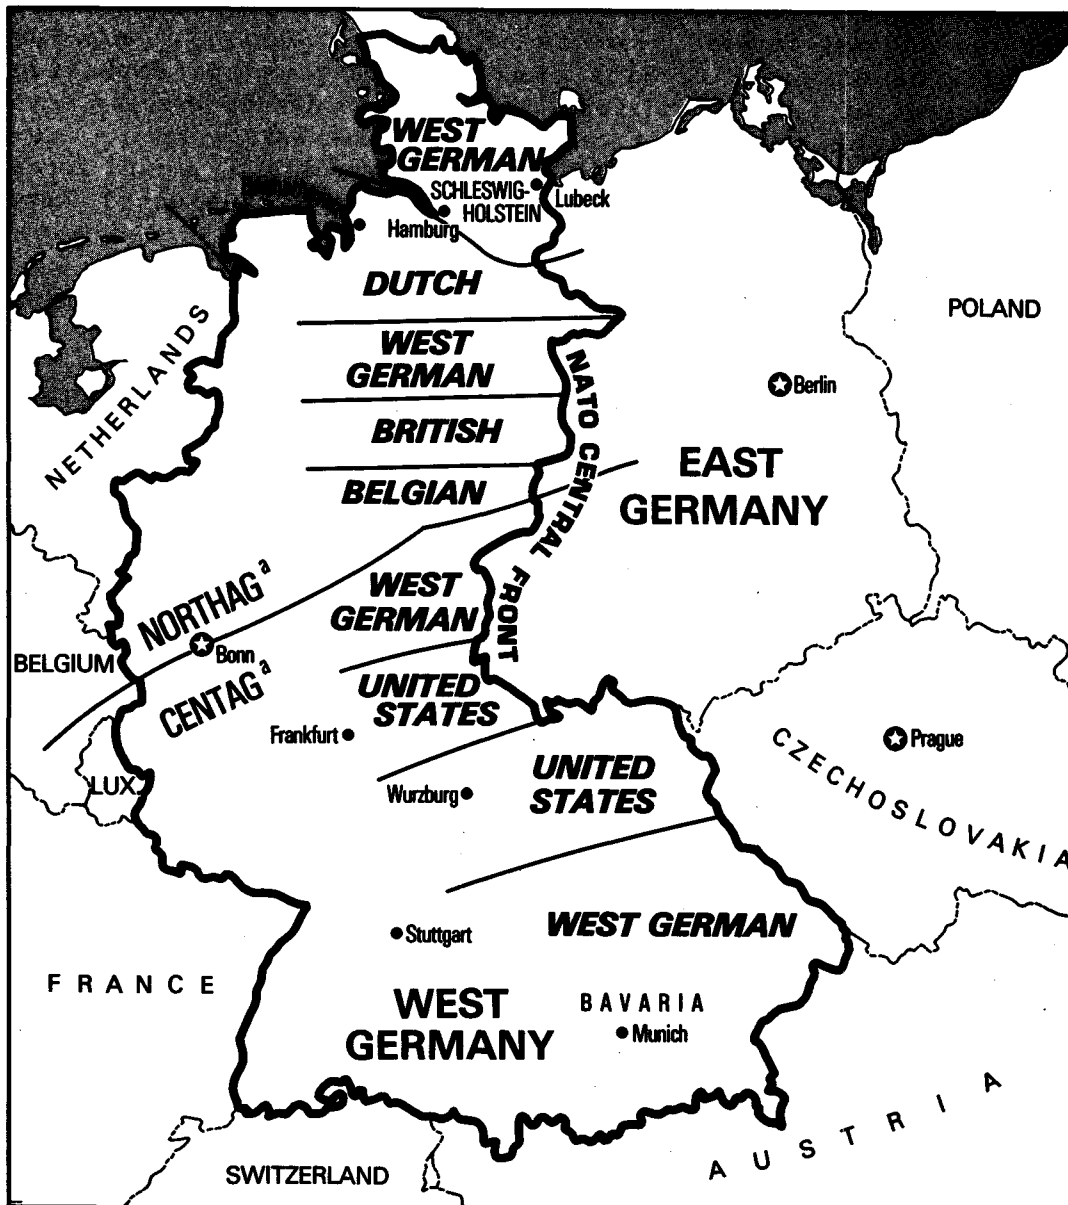 WEST
GERMAN
SCHLESWIG-
HOLSTEIN
Lubeck
Hamburg
DUTCH
NETHERLANDS
POLAND
WEST
GERMAN
NATO CENTRAL FRONT
Berlin
BRITISH
EAST
GERMANY
BELGIAN
NORTHAG a
WEST
GERMAN
BELGIUM
Bonn
CENTAG a
UNITED
STATES
Frankfurt
Prague
CZECHOSLOVAKIA
LUX.
Wurzburg
UNITED
STATES
Stuttgart
WEST GERMAN
FRANCE
WEST
GERMANY
BAVARIA
Munich
AUSTRIA
SWITZERLAND